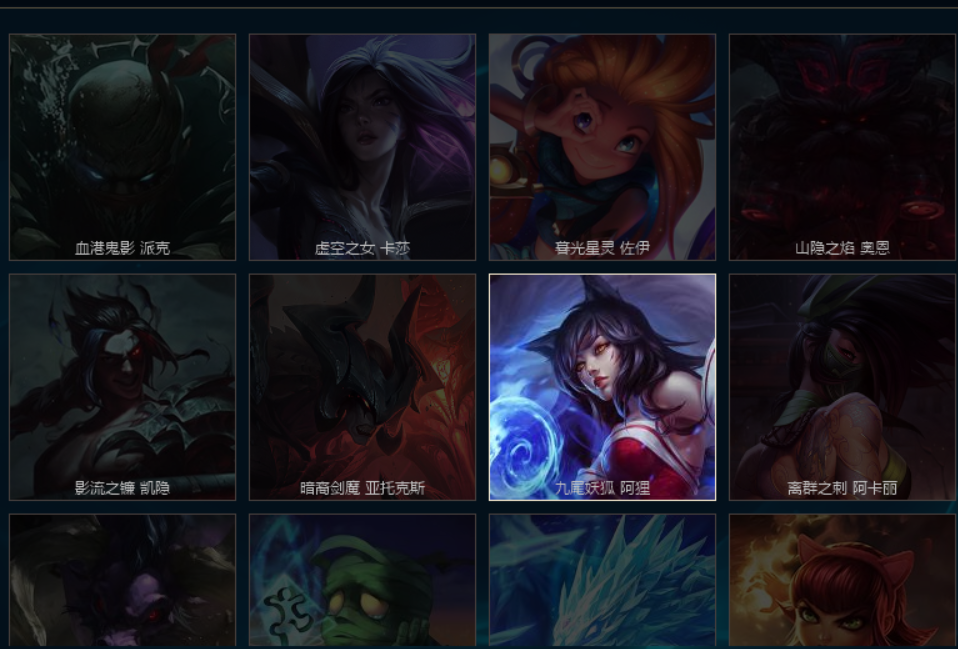 血港鬼影 派克
虚空之女 卡莎
暮光星灵 佐伊
山隐之焰 奥恩
影流之镰 凯隐
暗裔剑魔 亚托克斯
九尾妖狐 阿狸
离群之刺 阿卡丽